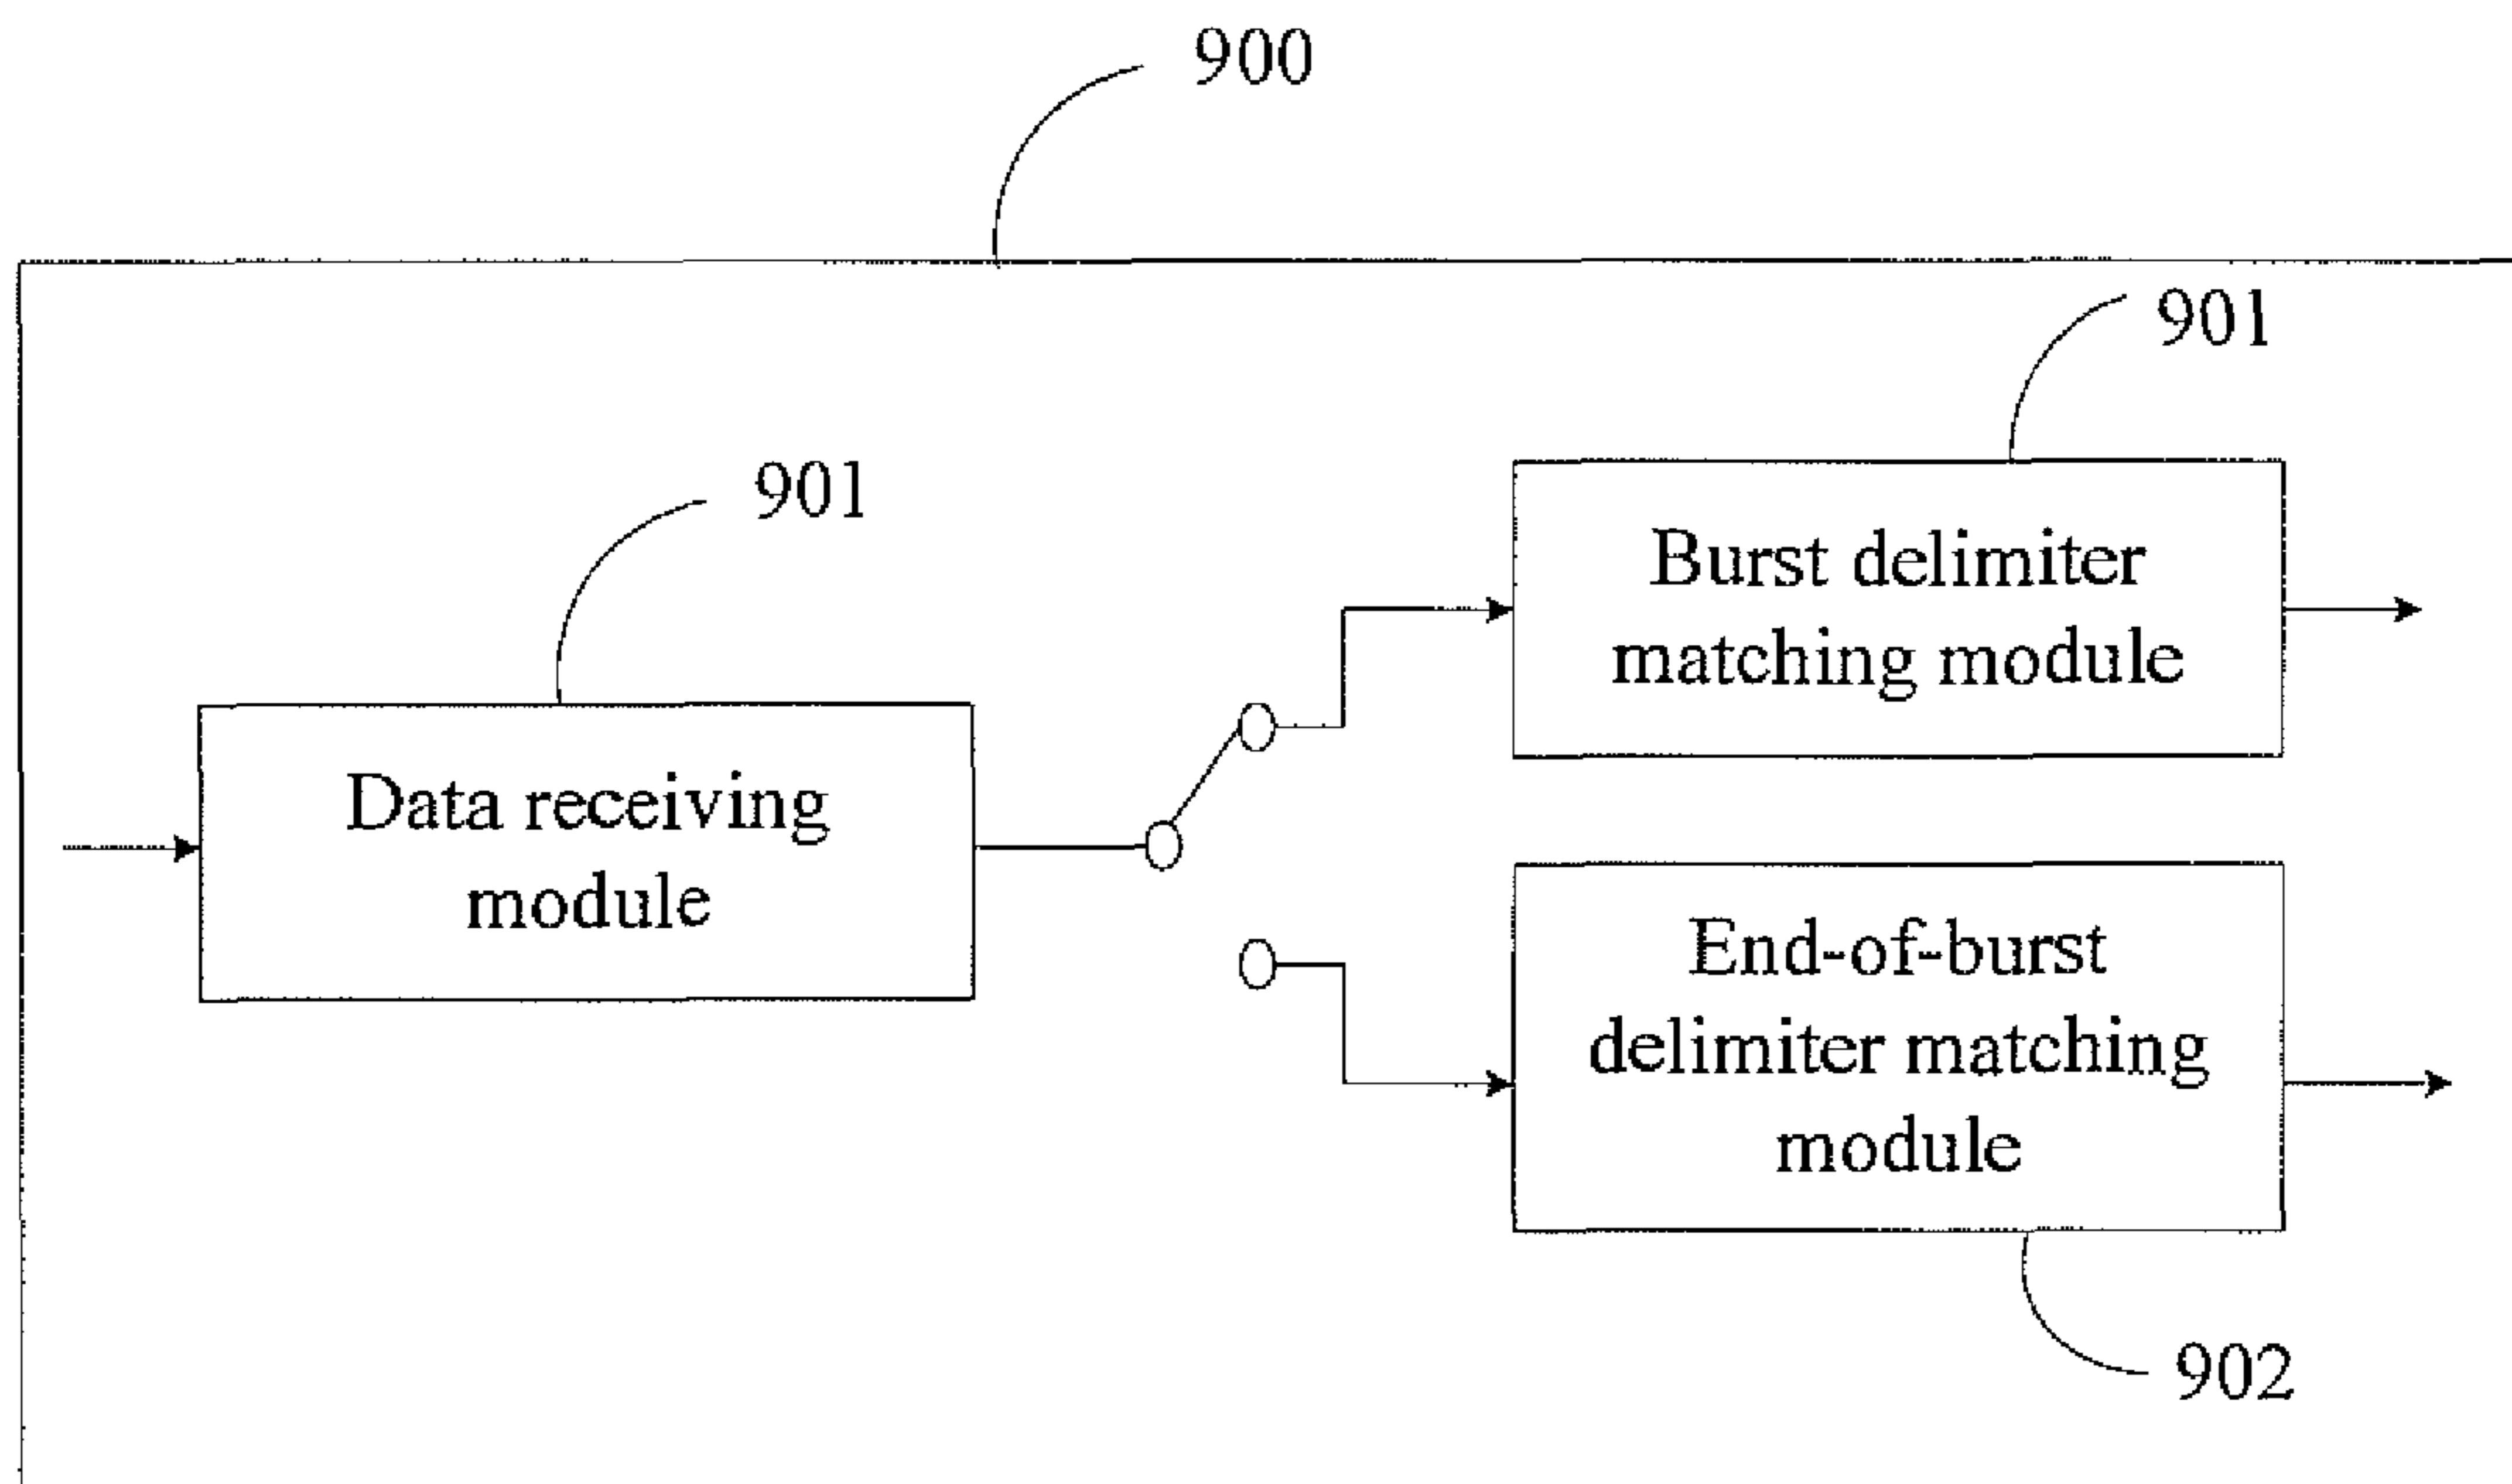 900
901
901
Burst delimiter
matching module
Data receiving
module
End-of-burst
delimiter matching
module
902